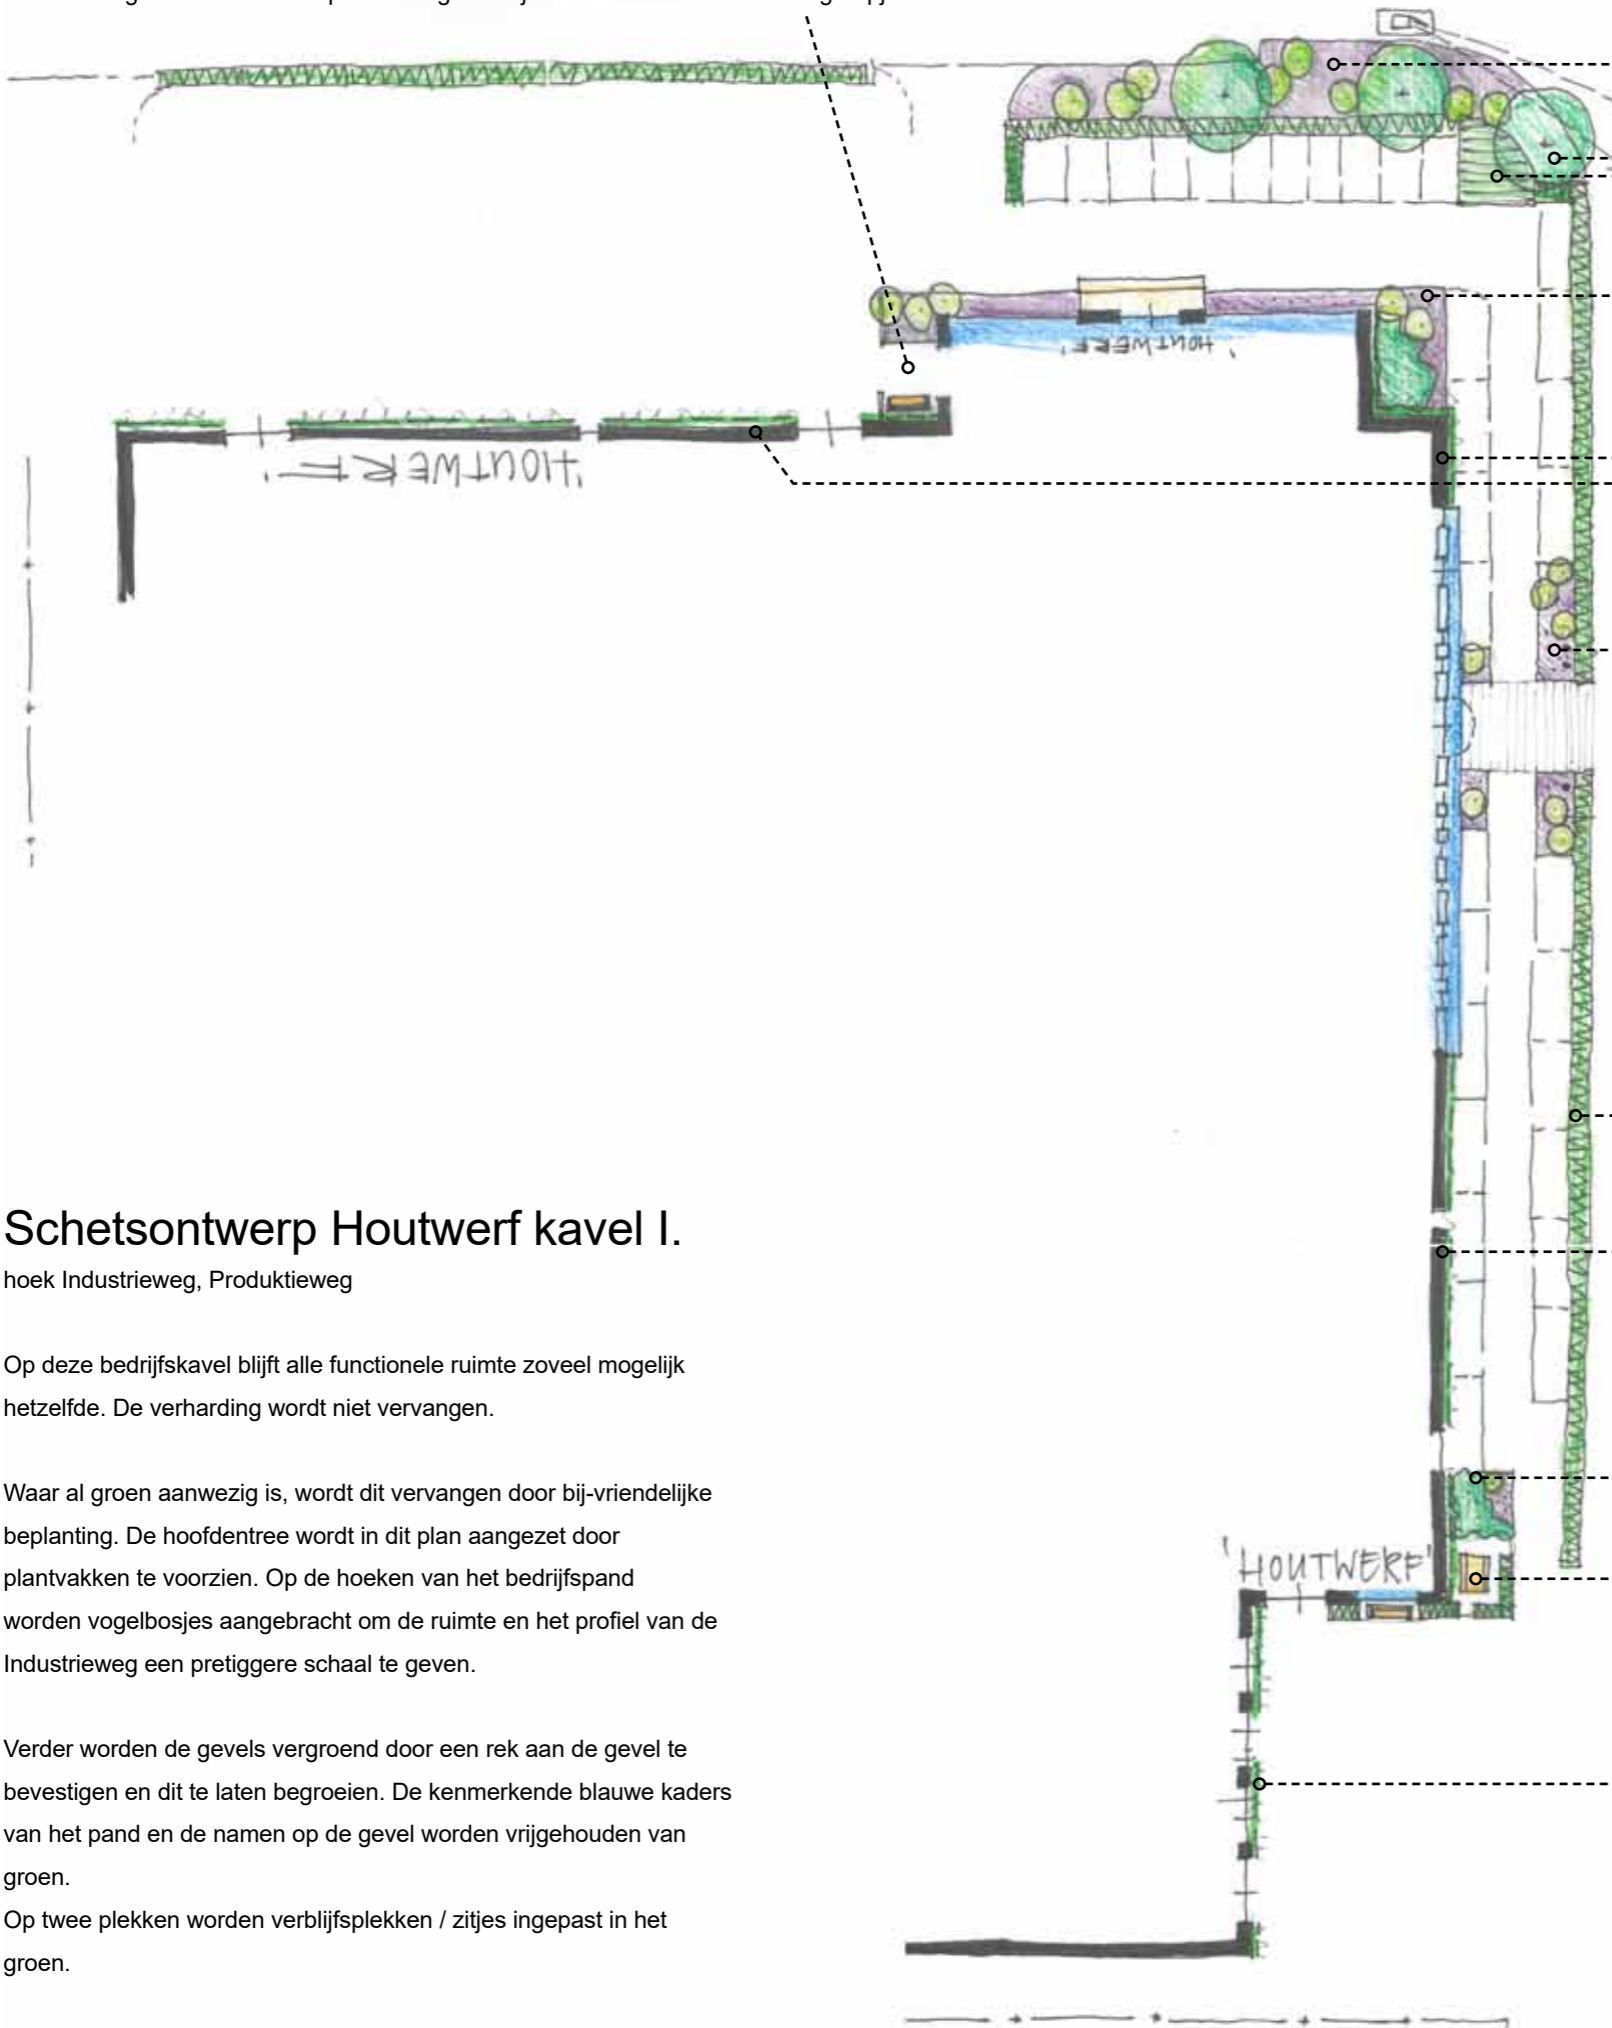 'HOUTWERF'
'HOUTWERF'
Schetsontwerp Houtwerf kavel I.
hoek Industrieweg, Produktieweg
Op deze bedrijfskavel blijft alle functionele ruimte zoveel mogelijk
hetzelfde. De verharding wordt niet vervangen.
Waar al groen aanwezig is, wordt dit vervangen door bij-vriendelijke
beplanting. De hoofdentree wordt in dit plan aangezet door
plantvakken te voorzien. Op de hoeken van het bedrijfspand
worden vogelbosjes aangebracht om de ruimte en het profiel van de
Industrieweg een pretiggere schaal te geven.
'HOUTWERF'
Verder worden de gevels vergroend door een rek aan de gevel te
bevestigen en dit te laten begroeien. De kenmerkende blauwe kaders
van het pand en de namen op de gevel worden vrijgehouden van
groen.
Op twee plekken worden verblijfsplekken / zitjes ingepast in het
groen.